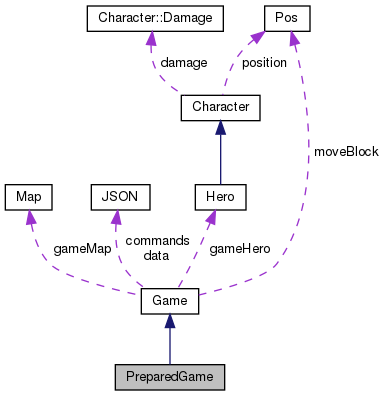 Character::Damage
Pos
damage
position
Character
moveBlock
Map
JSON
Hero
gameMap
commands
data
gameHero
Game
PreparedGame